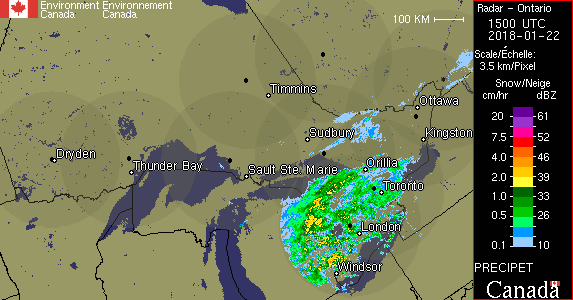 Environment Environnement
Canada Canada
100 KM
Timmins
Ottawa
Sudbury
Kingston
Dryden
Thunder Bay
Sault Ste. Marie
Orillia
Toronto
London
Windsor
Radar - Ontario
1500 UTC
2018-01-22
Scale/Échelle:
3.5 km/Pixel
Snow/Neige
cm/hr dBZ
20 61
7.5 52
4.0 46
2.0 39
1.0 33
0.5 26
0.1 10
PRECIPET
Canada